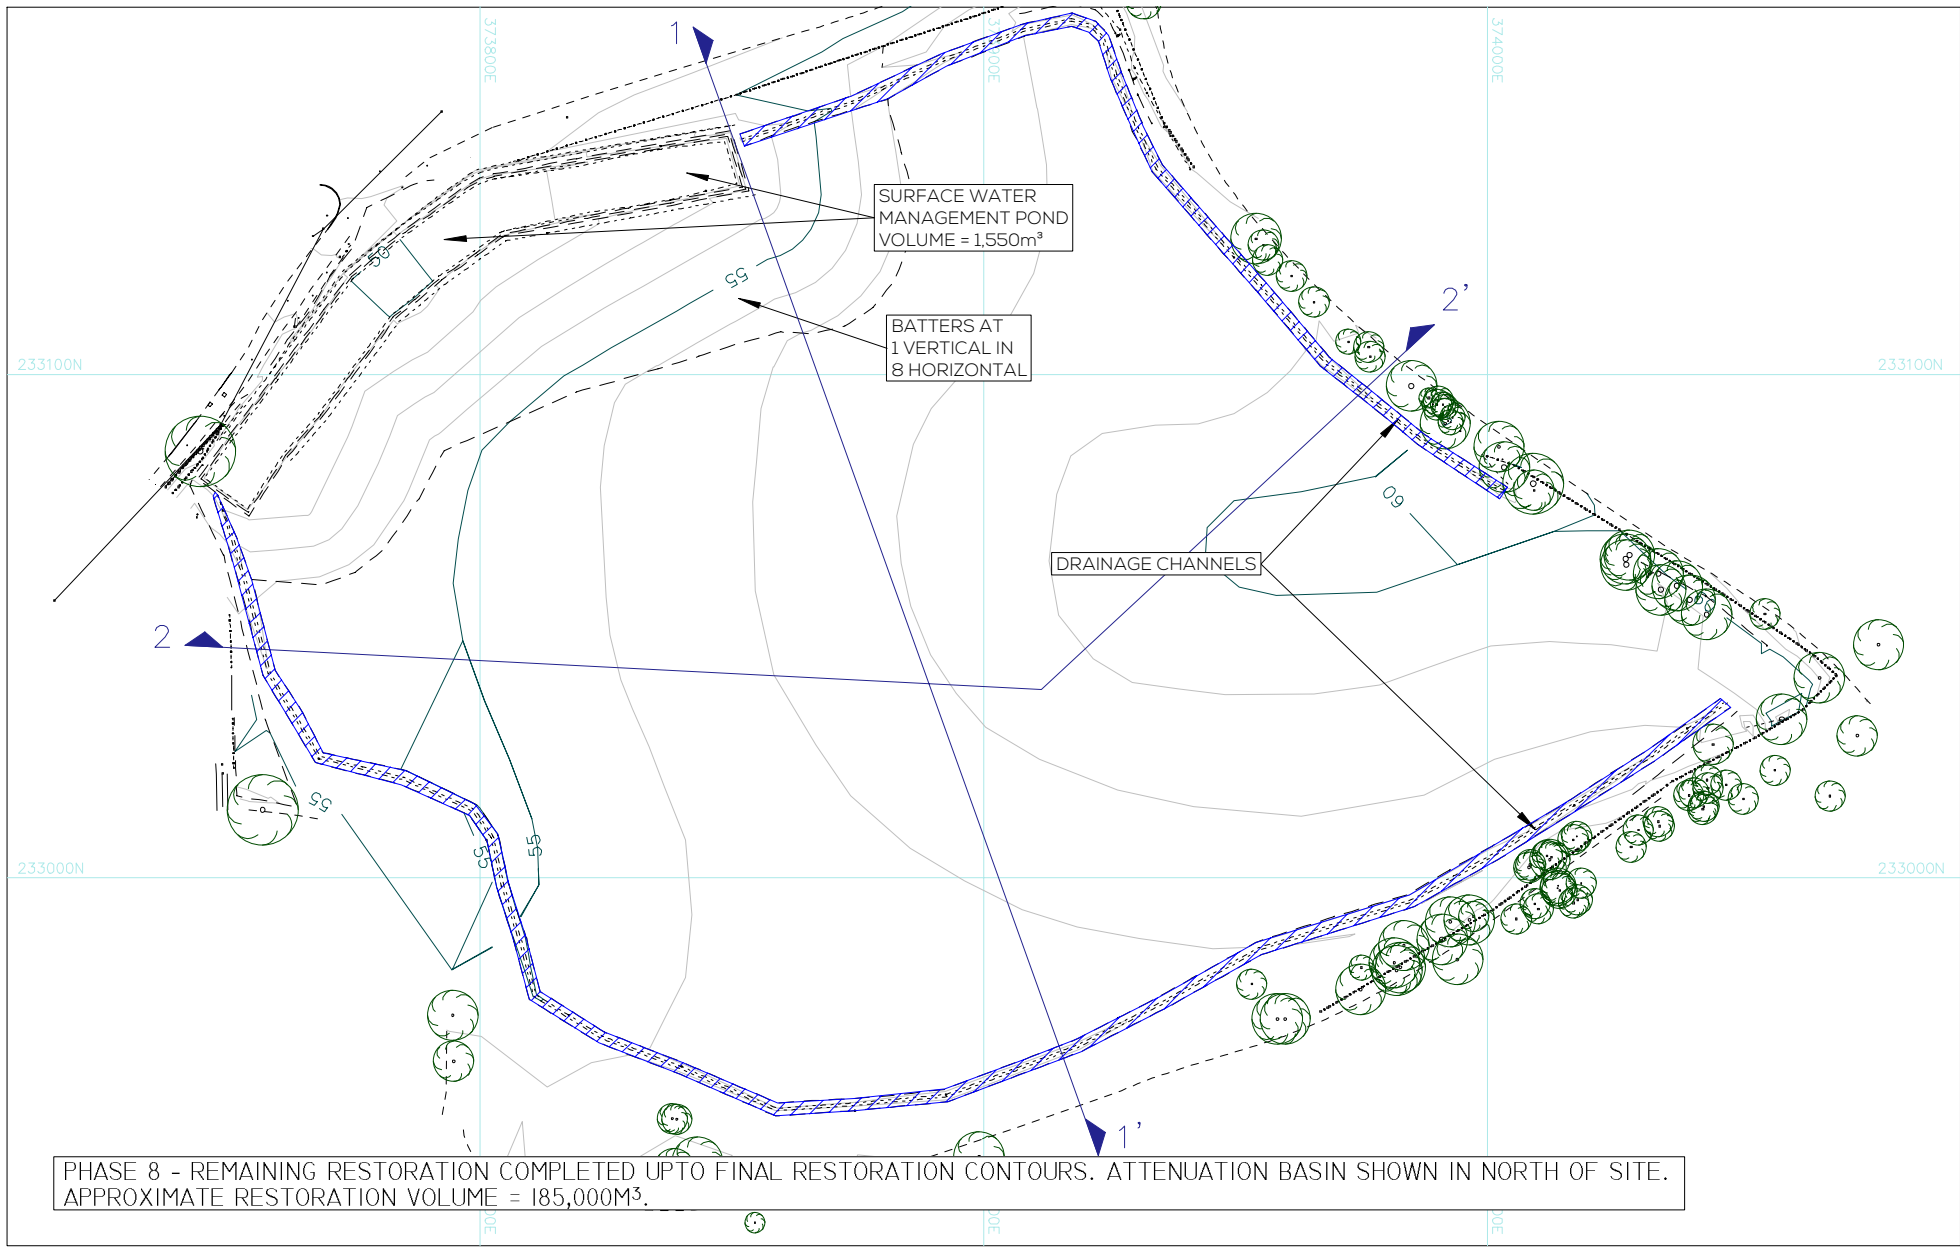 373800E
374000E
1
SURFACE WATER
MANAGEMENT POND
VOLUME = 1,550m³
55
2'
BATTERS AT
1 VERTICAL IN
8 HORIZONTAL
233100N
233100N
60
DRAINAGE CHANNELS
2
55
55
55
233000N
233000N
1'
PHASE 8 - REMAINING RESTORATION COMPLETED UPTO FINAL RESTORATION CONTOURS. ATTENUATION BASIN SHOWN IN NORTH OF SITE.
APPROXIMATE RESTORATION VOLUME = 185,000M³.